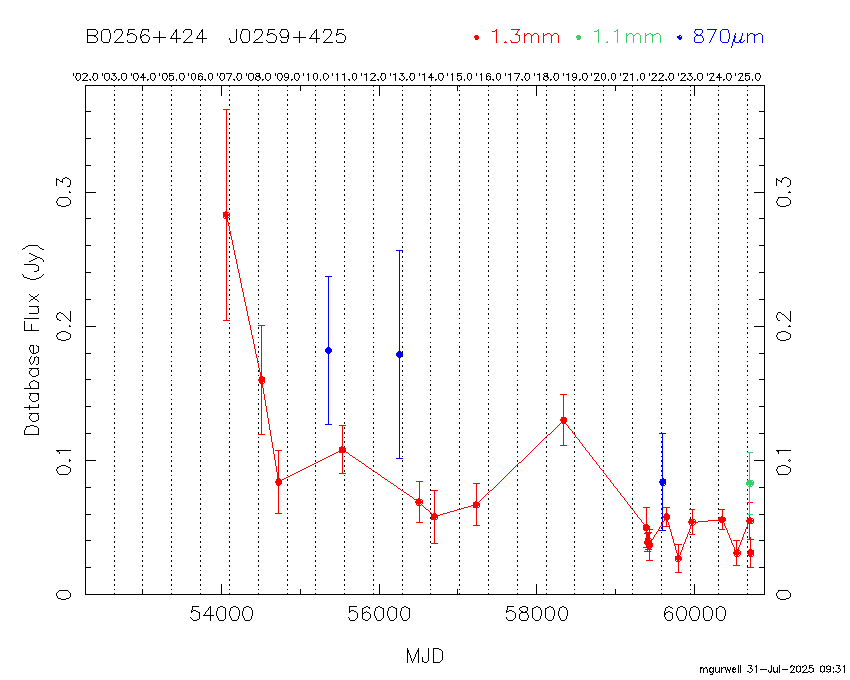 B0256+424 J0259+425 1.3mm 1.1mm 870μm
'02.0 '03.0 '04.0 '05.0 '06.0 '07.0 '08.0 '09.0 '10.0 '11.0 '12.0 '13.0 '14.0 '15.0 '16.0 '17.0 '18.0 '19.0 '20.0 '21.0 '22.0 '23.0 '24.0 '25.0
0.3 0.3
0.2 0.2
0.1 0.1
0 0
Database Flux (Jy)
54000 56000 58000 60000
MJD
mgurwell 31-Jul-2025 09:31